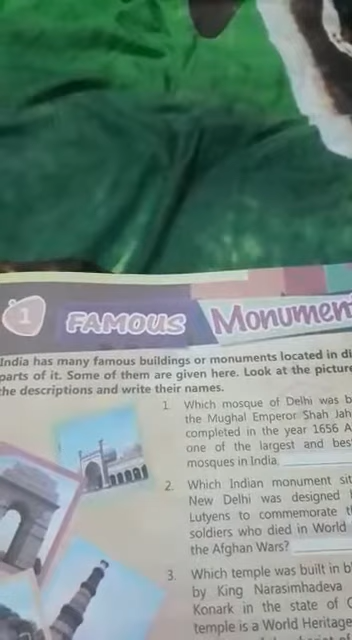 1
FAMOUS Monumen
India has many famous buildings or monuments located in di
parts of it. Some of them are given here. Look at the picture
the descriptions and write their names.
1. Which mosque of Delhi was b
the Mughal Emperor Shah Jah
completed in the year 1656 A
one of the largest and bes
mosques in India.
2. Which Indian monument sit
New Delhi was designed
Lutyens to commemorate t
soldiers who died in World
the Afghan Wars?
3. Which temple was built in b
by King Narasimhadeva
Konark in the state of O
temple is a World Heritage